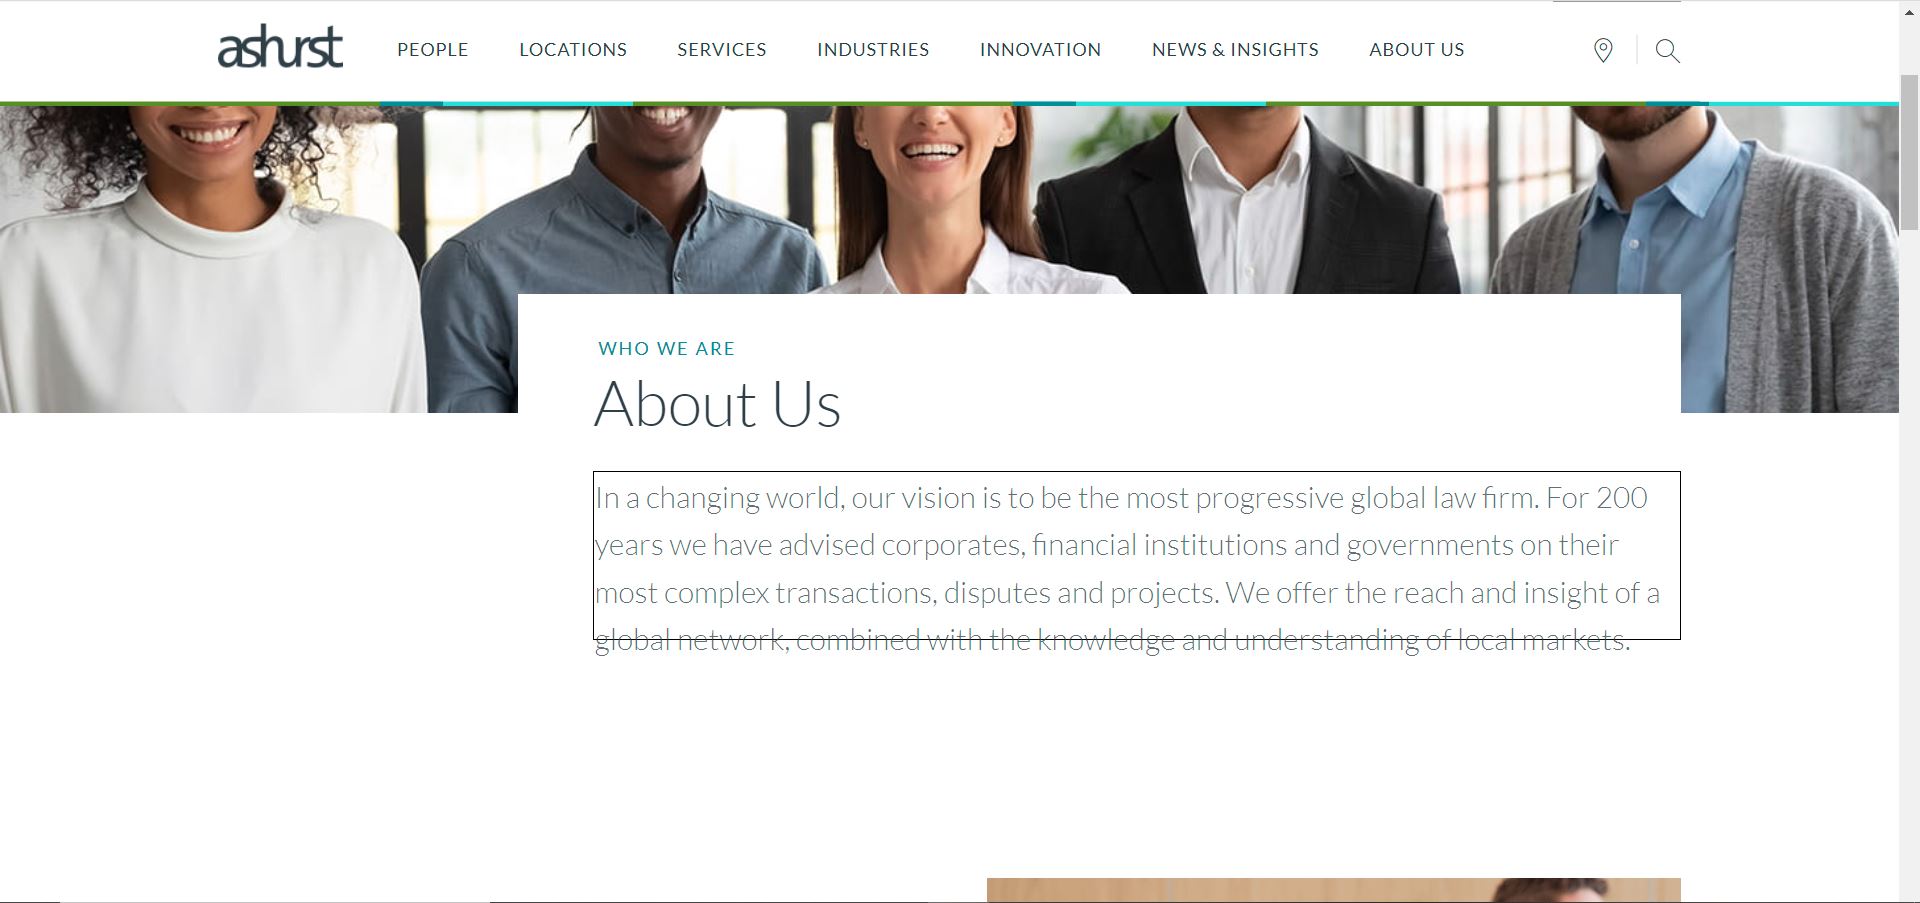 ashurst PEOPLE LOCATIONS SERVICES INDUSTRIES INNOVATION NEWS & INSIGHTS ABOUT US
WHO WE ARE
About Us
In a changing world, our vision is to be the most progressive global law firm. For 200
years we have advised corporates, financial institutions and governments on their
most complex transactions, disputes and projects. We offer the reach and insight of a
global network, combined with the knowledge and understanding of local markets.